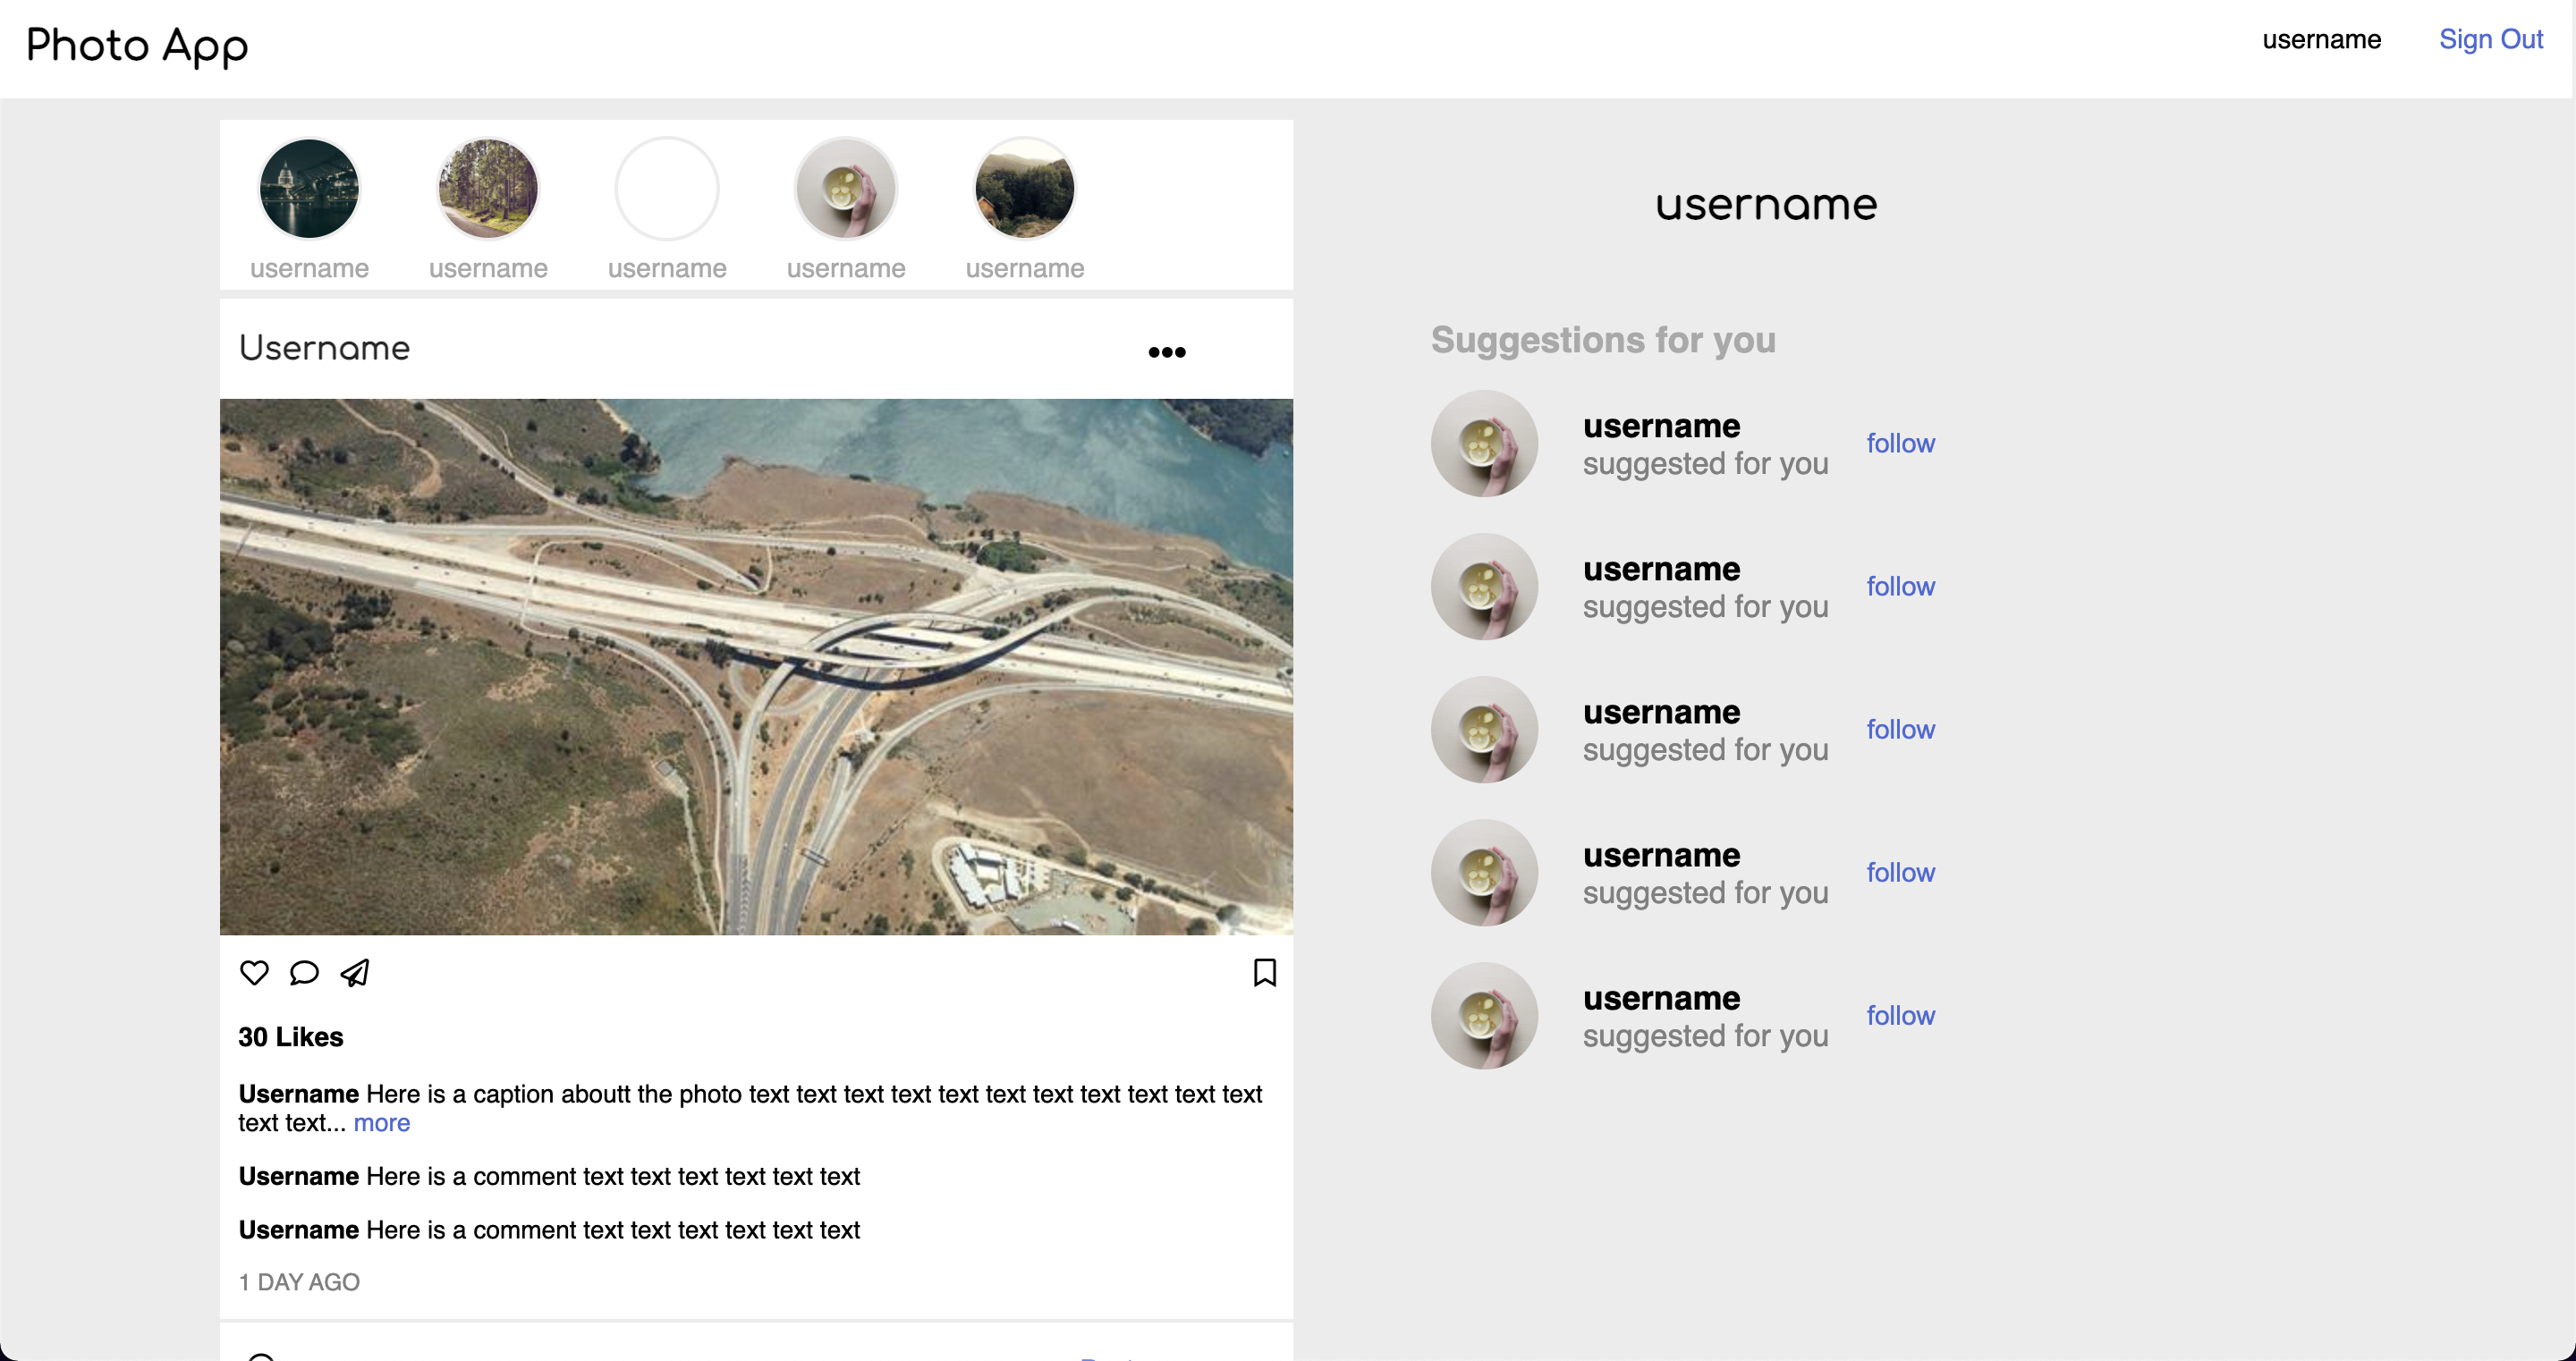 Photo App
username Sign Out
username username username username username
Username
30 Likes
Username Here is a caption aboutt the photo text text text text text text text text text text text
text text... more
Username Here is a comment text text text text text text
Username Here is a comment text text text text text text
1 DAY AGO
username
Suggestions for you
username
suggested for you
follow
username
suggested for you
follow
username
suggested for you
follow
username
suggested for you
follow
username
suggested for you
follow